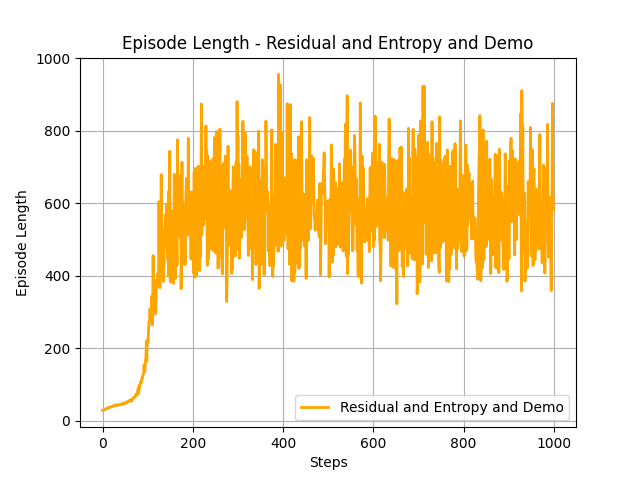 Episode Length - Residual and Entropy and Demo
1000
800
600
400
200
0
Episode Length
0 200 400 600 800 1000
Steps
Residual and Entropy and Demo